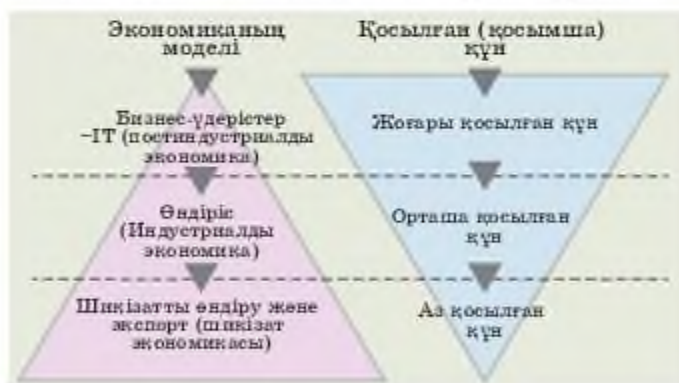 Экономиканың
моделі
Қосылған (қосымша)
құн
Бизнес-үдерістер
–IT (постиндустриалды
экономика)
Жоғары қосылған құн
Өндіріс
(Индустриалды
экономика)
Орташа қосылған
құн
Шикізатты өндіру және
экспорт (шикізат
экономикасы)
Аз қосылған
құн